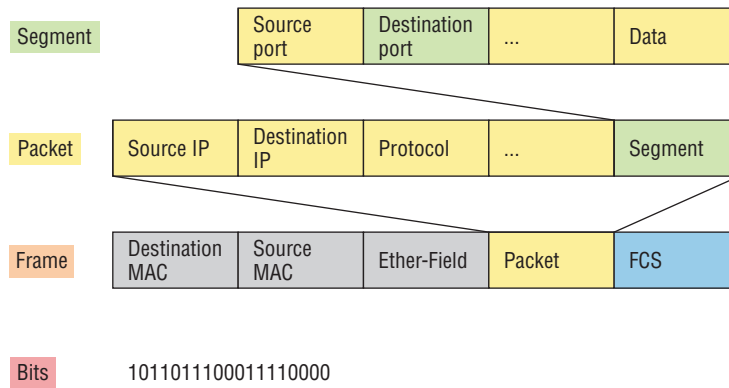 Segment
Source port
Destination port
...
Data
Packet
Source IP
Destination IP
Protocol
...
Segment
Frame
Destination MAC
Source MAC
Ether-Field
Packet
FCS
Bits
1011011100011110000